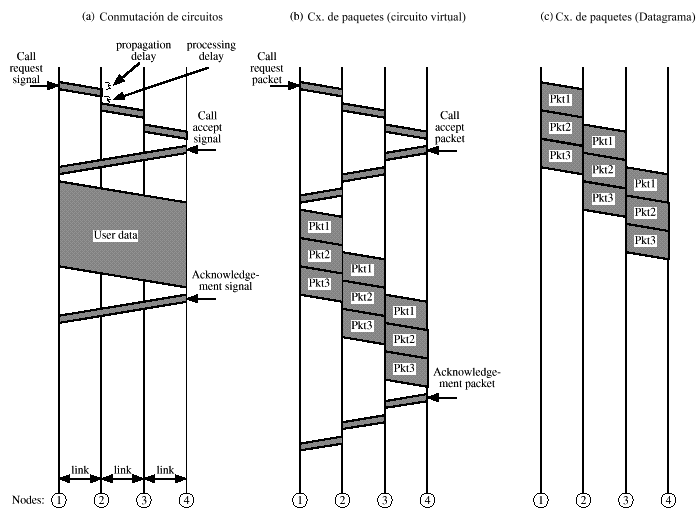 (a) Conmutación de circuitos
(b) Cx. de paquetes (circuito virtual)
(c) Cx. de paquetes (Datagrama)
Call
request
signal
propagation
delay
processing
delay
Call
accept
signal
User data
Acknowledge-
ment signal
link
link
link
Nodes:
1
2
3
4
Call
request
packet
Call
accept
packet
Pkt1
Pkt2
Pkt3
Pkt1
Pkt2
Pkt3
Pkt1
Pkt2
Pkt3
Acknowledge-
ment packet
1
2
3
4
Pkt1
Pkt2
Pkt3
Pkt1
Pkt2
Pkt3
Pkt1
Pkt2
Pkt3
1
2
3
4